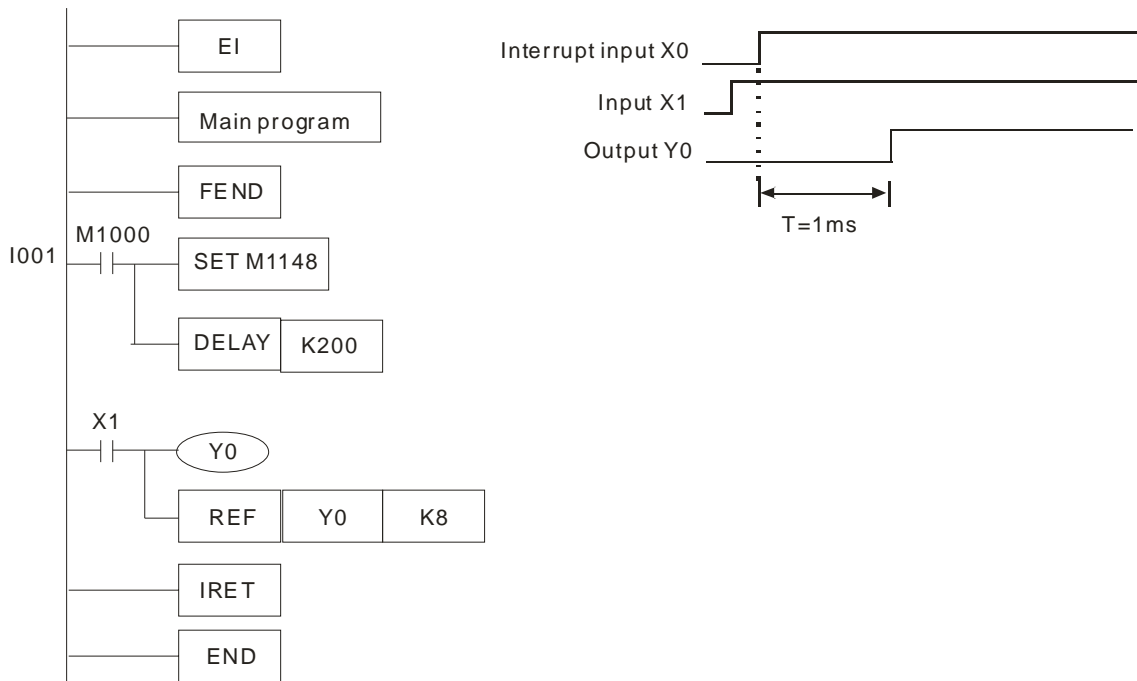 EI
Main program
FEND
M1000
I001
SET M1148
DELAY K200
X1
Y0
REF Y0 K8
IRET
END
Interrupt input X0
Input X1
Output Y0
T=1ms